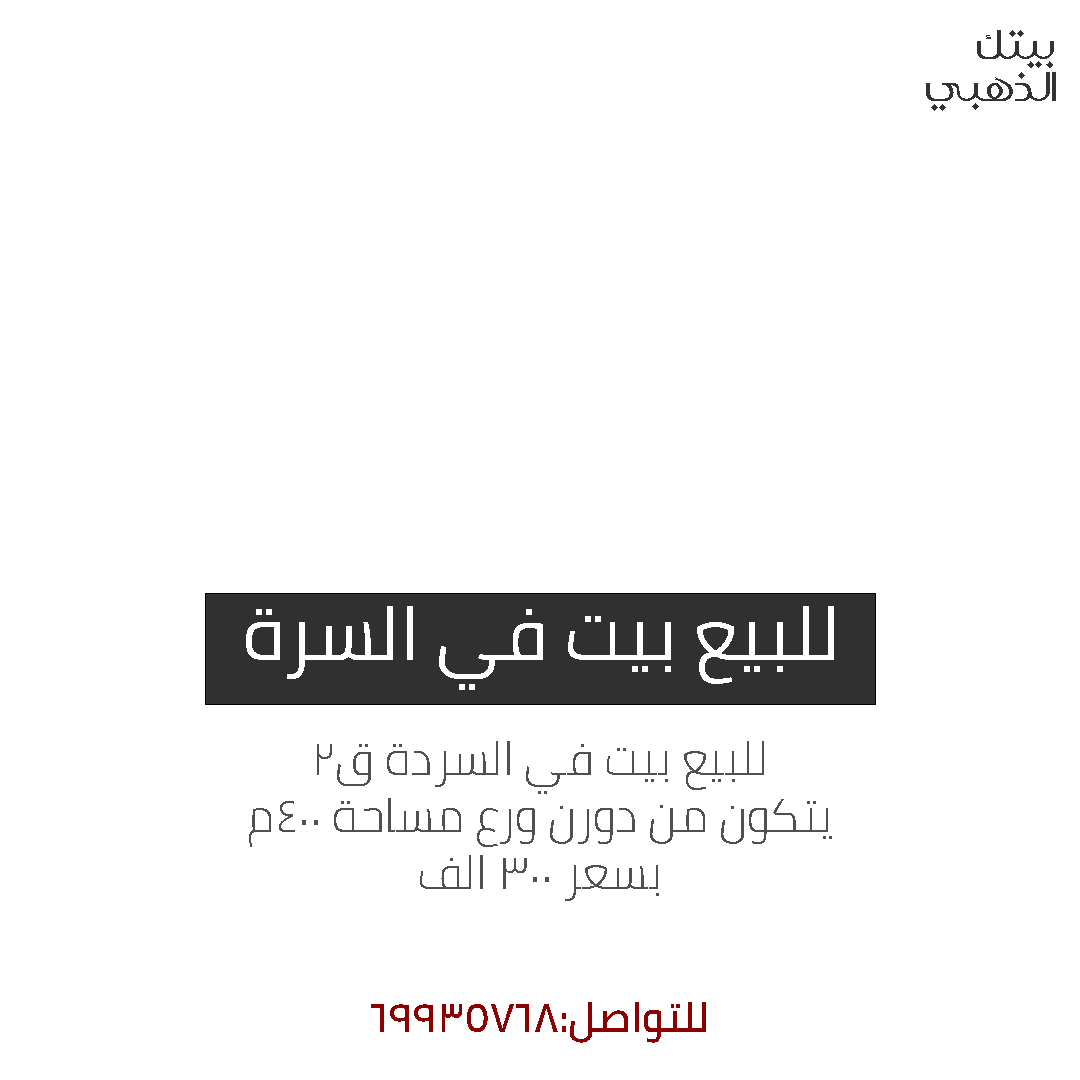 بيتك
الذهبي
للبيع بيت في السرة
للبيع بيت في السردة ق٢
يتكون من دورن ورع مساحة ٤٠٠م
بسعر ٣٠٠ الف
للتواصل:٦٩٩٣٥٧٦٨